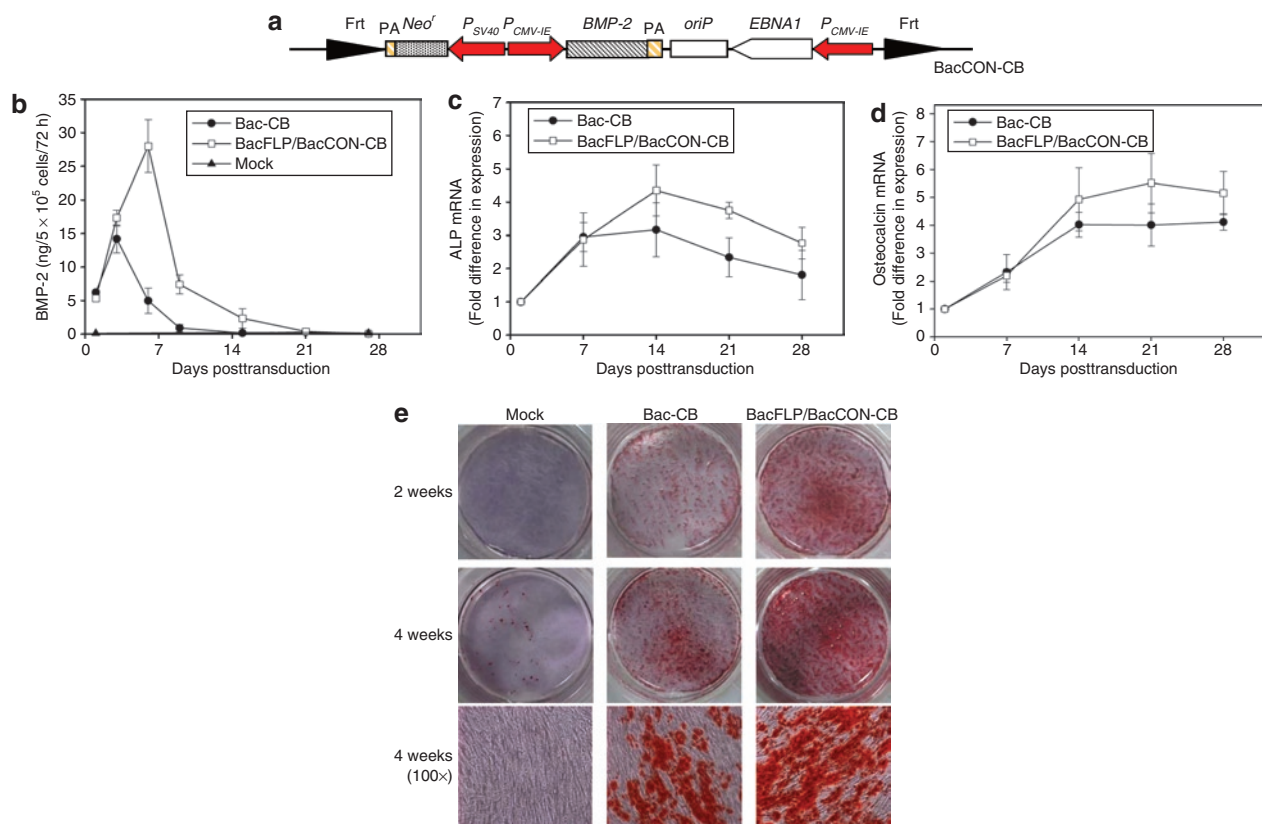 a
Frt PA Neoʳ P_SV40 P_CMV-IE BMP-2 PA oriP EBNA1 P_CMV-IE Frt
BacCON-CB
b
BMP-2 (ng/5 × 10⁵ cells/72 h)
35
30
25
20
15
10
5
0
Bac-CB
BacFLP/BacCON-CB
Mock
0 7 14 21 28
Days posttransduction
c
ALP mRNA
(Fold difference in expression)
7
6
5
4
3
2
1
0
Bac-CB
BacFLP/BacCON-CB
0 7 14 21 28
Days posttransduction
d
Osteocalcin mRNA
(Fold difference in expression)
8
7
6
5
4
3
2
1
0
Bac-CB
BacFLP/BacCON-CB
0 7 14 21 28
Days posttransduction
e
Mock Bac-CB BacFLP/BacCON-CB
2 weeks
4 weeks
4 weeks
(100×)